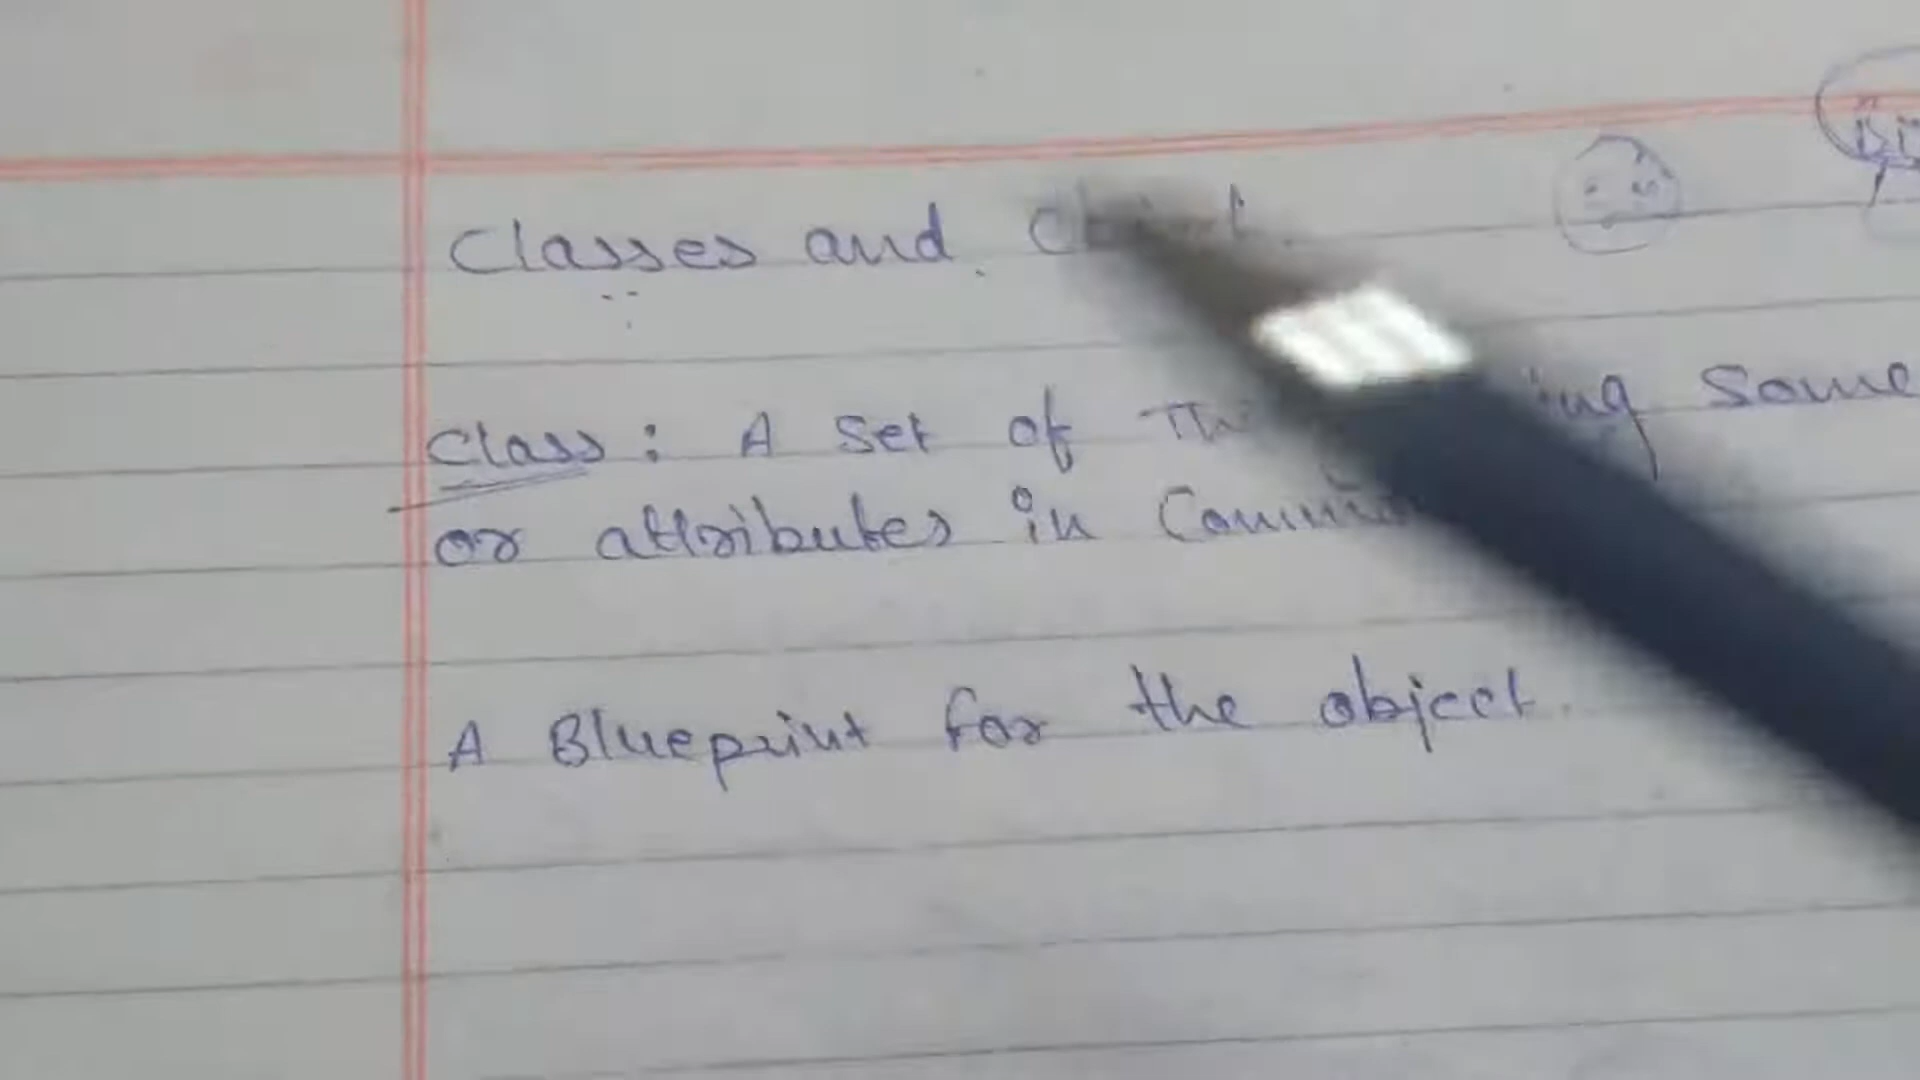 Classes and
Class: A Set of some
or attributes in
A Blueprint for the object.